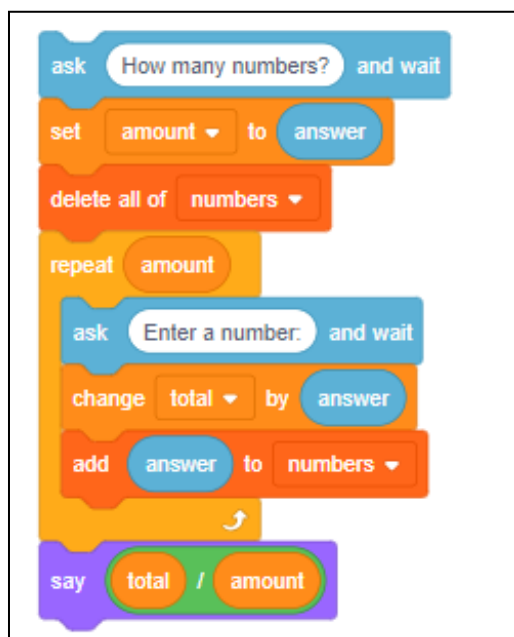 ask How many numbers? and wait
set amount to answer
delete all of numbers
repeat amount
ask Enter a number: and wait
change total by answer
add answer to numbers
say total / amount